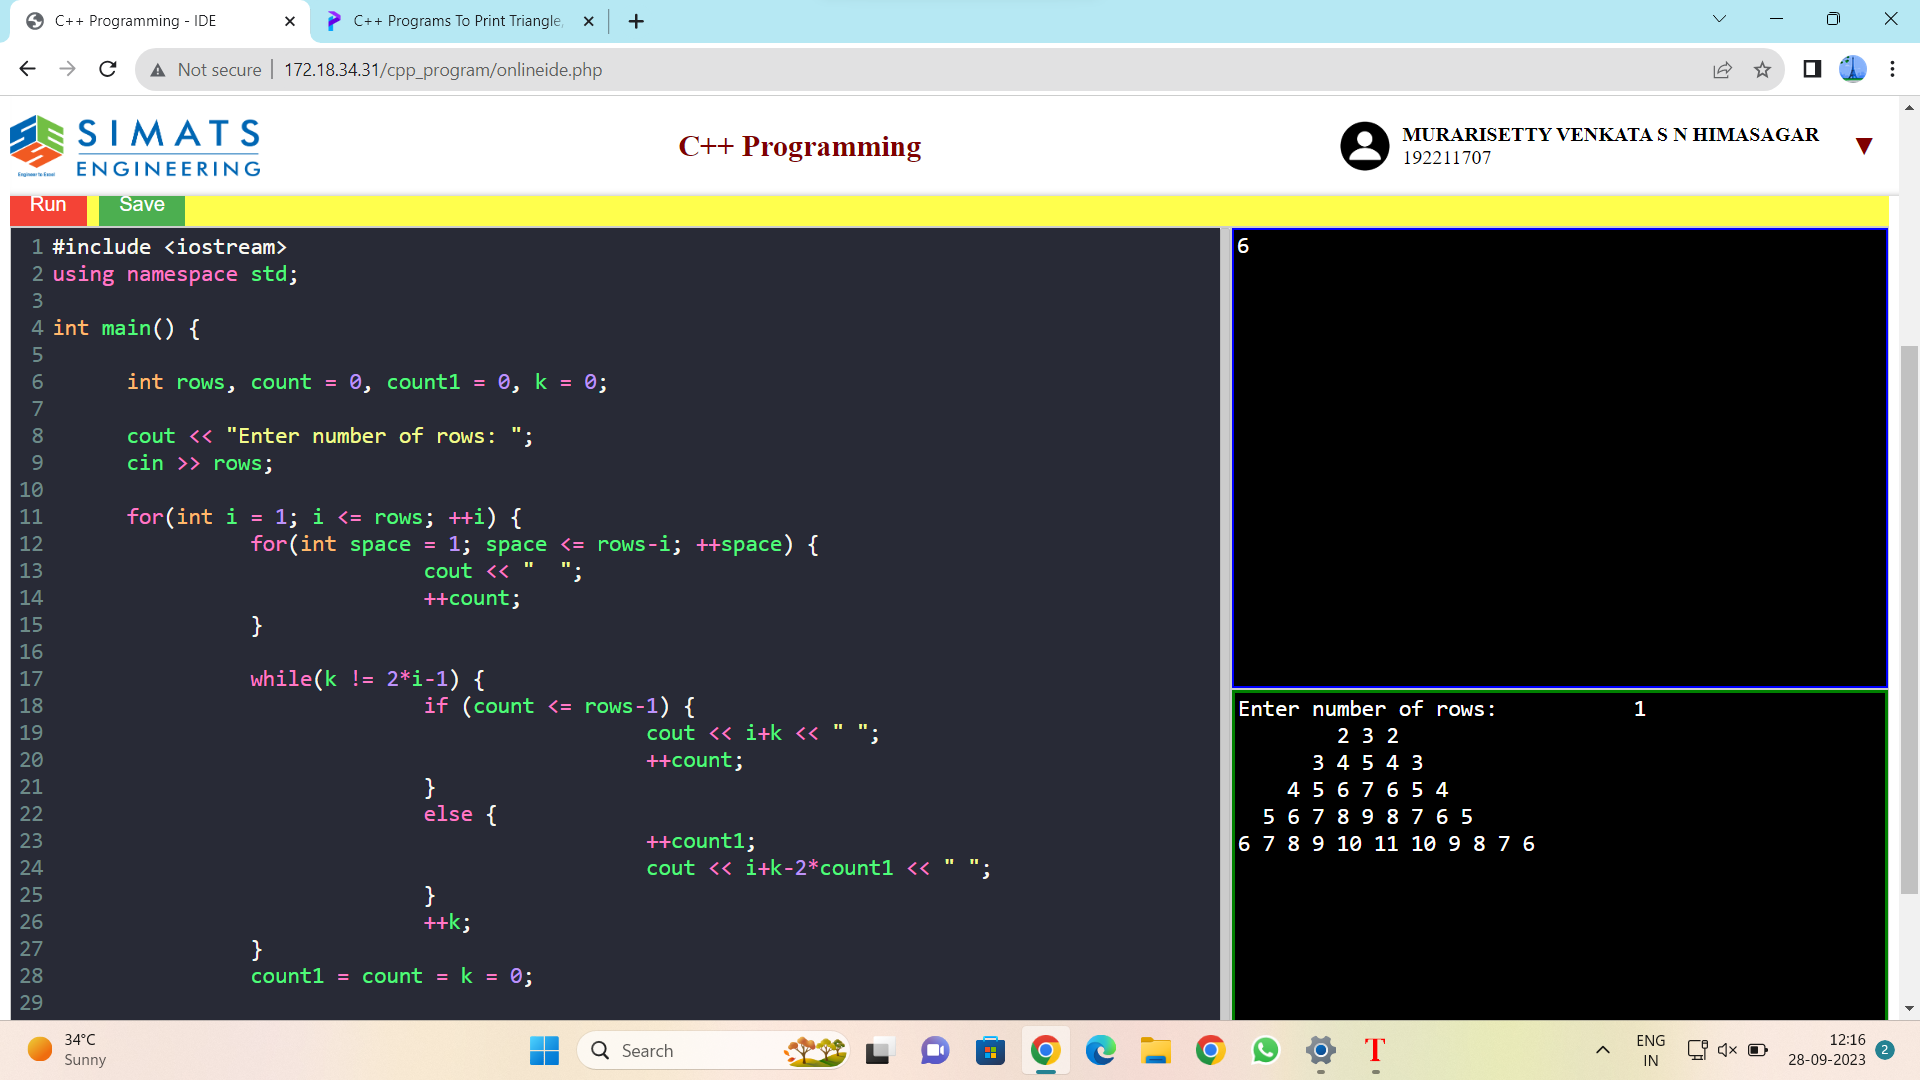 C++ Programming - IDE
C++ Programs To Print Triangle,
Not secure
172.18.34.31/cpp_program/onlineide.php
SIMATS
ENGINEERING
Engineer to Excel
C++ Programming
MURARISETTY VENKATA S N HIMASAGAR
192211707
Run Save
1 #include <iostream>
2 using namespace std;
3
4 int main() {
5
6 int rows, count = 0, count1 = 0, k = 0;
7
8 cout << "Enter number of rows: ";
9 cin >> rows;
10
11 for(int i = 1; i <= rows; ++i) {
12 for(int space = 1; space <= rows-i; ++space) {
13 cout << "  ";
14 ++count;
15 }
16
17 while(k != 2*i-1) {
18 if (count <= rows-1) {
19 cout << i+k << " ";
20 ++count;
21 }
22 else {
23 ++count1;
24 cout << i+k-2*count1 << " ";
25 }
26 ++k;
27 }
28 count1 = count = k = 0;
29
6
Enter number of rows:           1
2 3 2
3 4 5 4 3
4 5 6 7 6 5 4
5 6 7 8 9 8 7 6 5
6 7 8 9 10 11 10 9 8 7 6
34°C
Sunny
Search
T
ENG
IN
12:16
28-09-2023
2